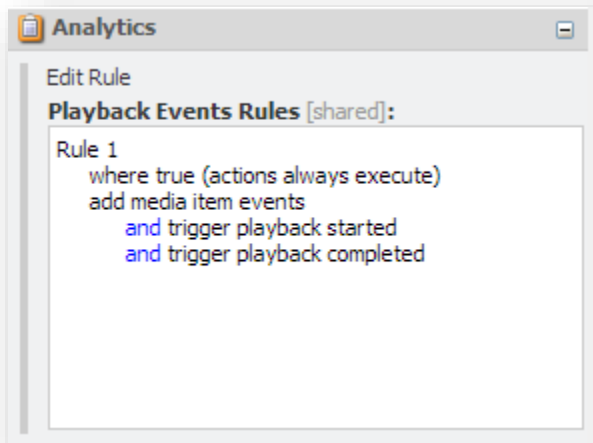 Analytics
Edit Rule
Playback Events Rules [shared]:
Rule 1
where true (actions always execute)
add media item events
and trigger playback started
and trigger playback completed